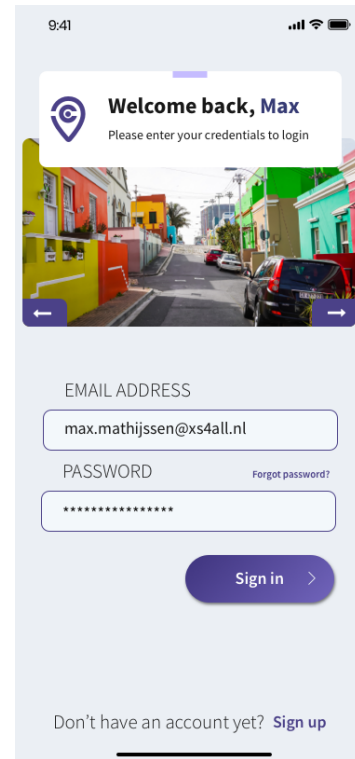 9:41
Welcome back, Max
Please enter your credentials to login
EMAIL ADDRESS
max.mathijssen@xs4all.nl
PASSWORD
Forgot password?
****************
Sign in
Don't have an account yet? Sign up